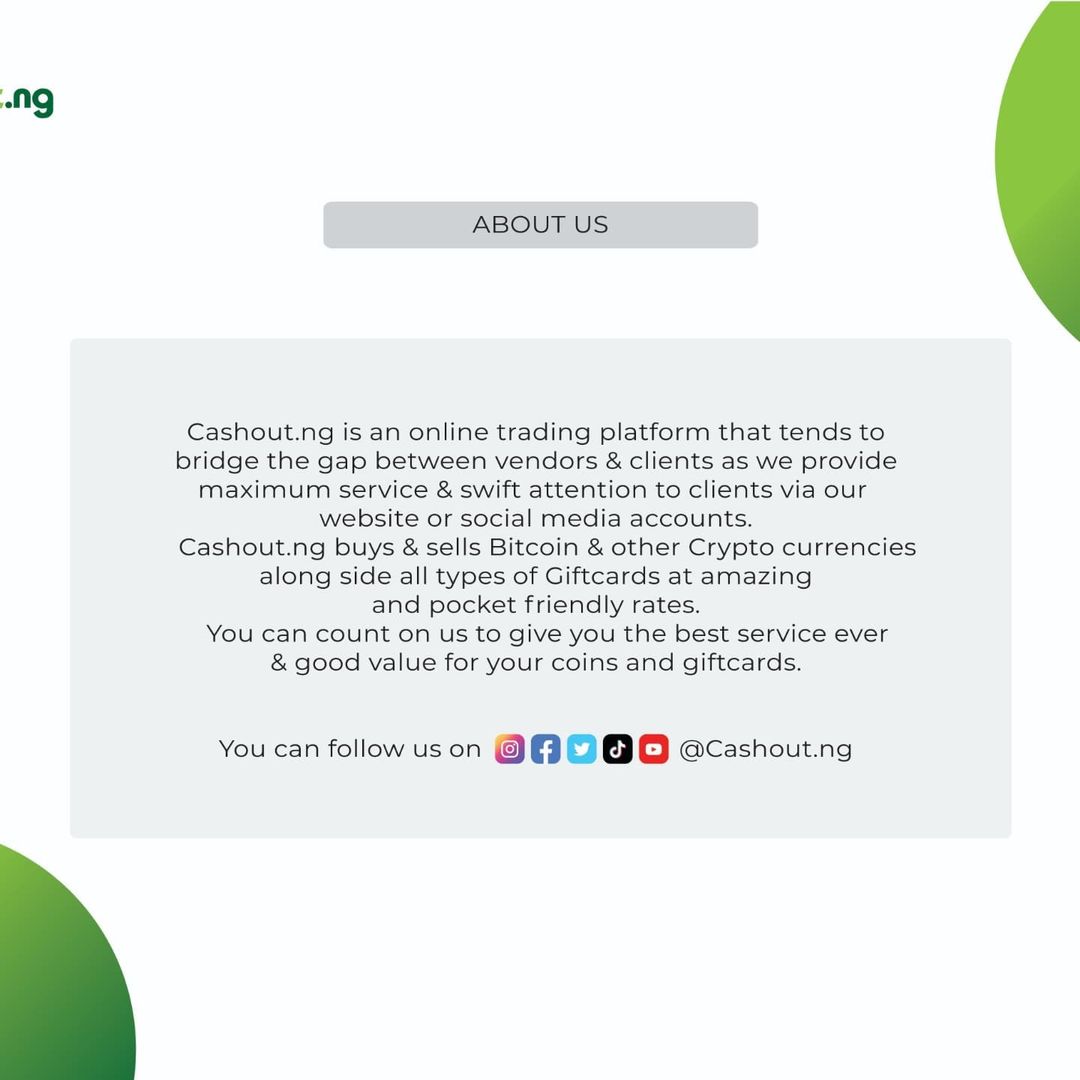 .ng
ABOUT US
Cashout.ng is an online trading platform that tends to
bridge the gap between vendors & clients as we provide
maximum service & swift attention to clients via our
website or social media accounts.
Cashout.ng buys & sells Bitcoin & other Crypto currencies
along side all types of Giftcards at amazing
and pocket friendly rates.
You can count on us to give you the best service ever
& good value for your coins and giftcards.
You can follow us on @Cashout.ng